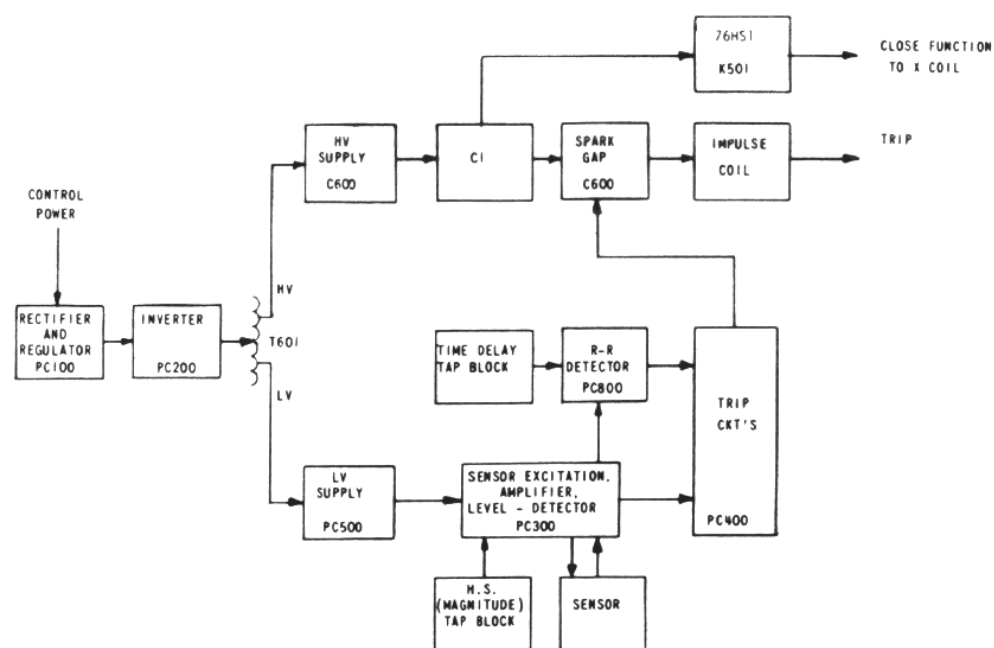 76HS1
K501
CLOSE FUNCTION
TO X COIL
HV
SUPPLY
C600
C1
SPARK
GAP
C600
IMPULSE
COIL
TRIP
CONTROL
POWER
HV
RECTIFIER
AND
REGULATOR
PC100
INVERTER
PC200
T601
LV
TIME DELAY
TAP BLOCK
R-R
DETECTOR
PC800
TRIP
CKT'S
PC400
LV
SUPPLY
PC500
SENSOR EXCITATION,
AMPLIFIER,
LEVEL - DETECTOR
PC300
H.S.
(MAGNITUDE)
TAP BLOCK
SENSOR